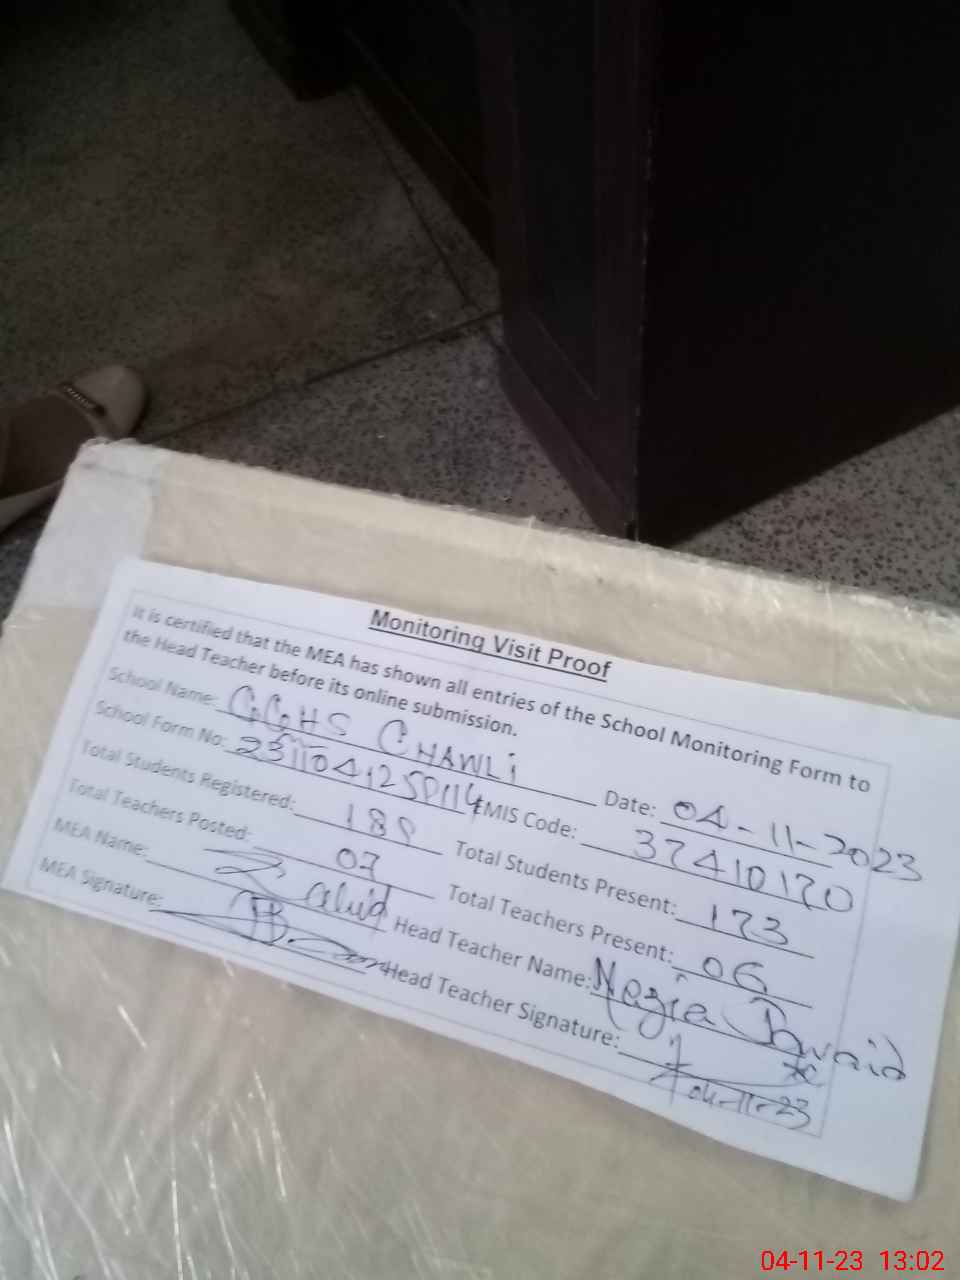 Monitoring Visit Proof
It is certified that the MEA has shown all entries of the School Monitoring Form to
the Head Teacher before its online submission.
School Name: GGHS CHAWLi Date: 04-11-2023
School Form No: EMIS Code: 37410170
Total Students Registered: 189 Total Students Present: 173
Total Teachers Posted: 07 Total Teachers Present: 06
MEA Name: Head Teacher Name: Nazia Jawaid
MEA Signature: Head Teacher Signature:
04-11-23
04-11-23 13:02